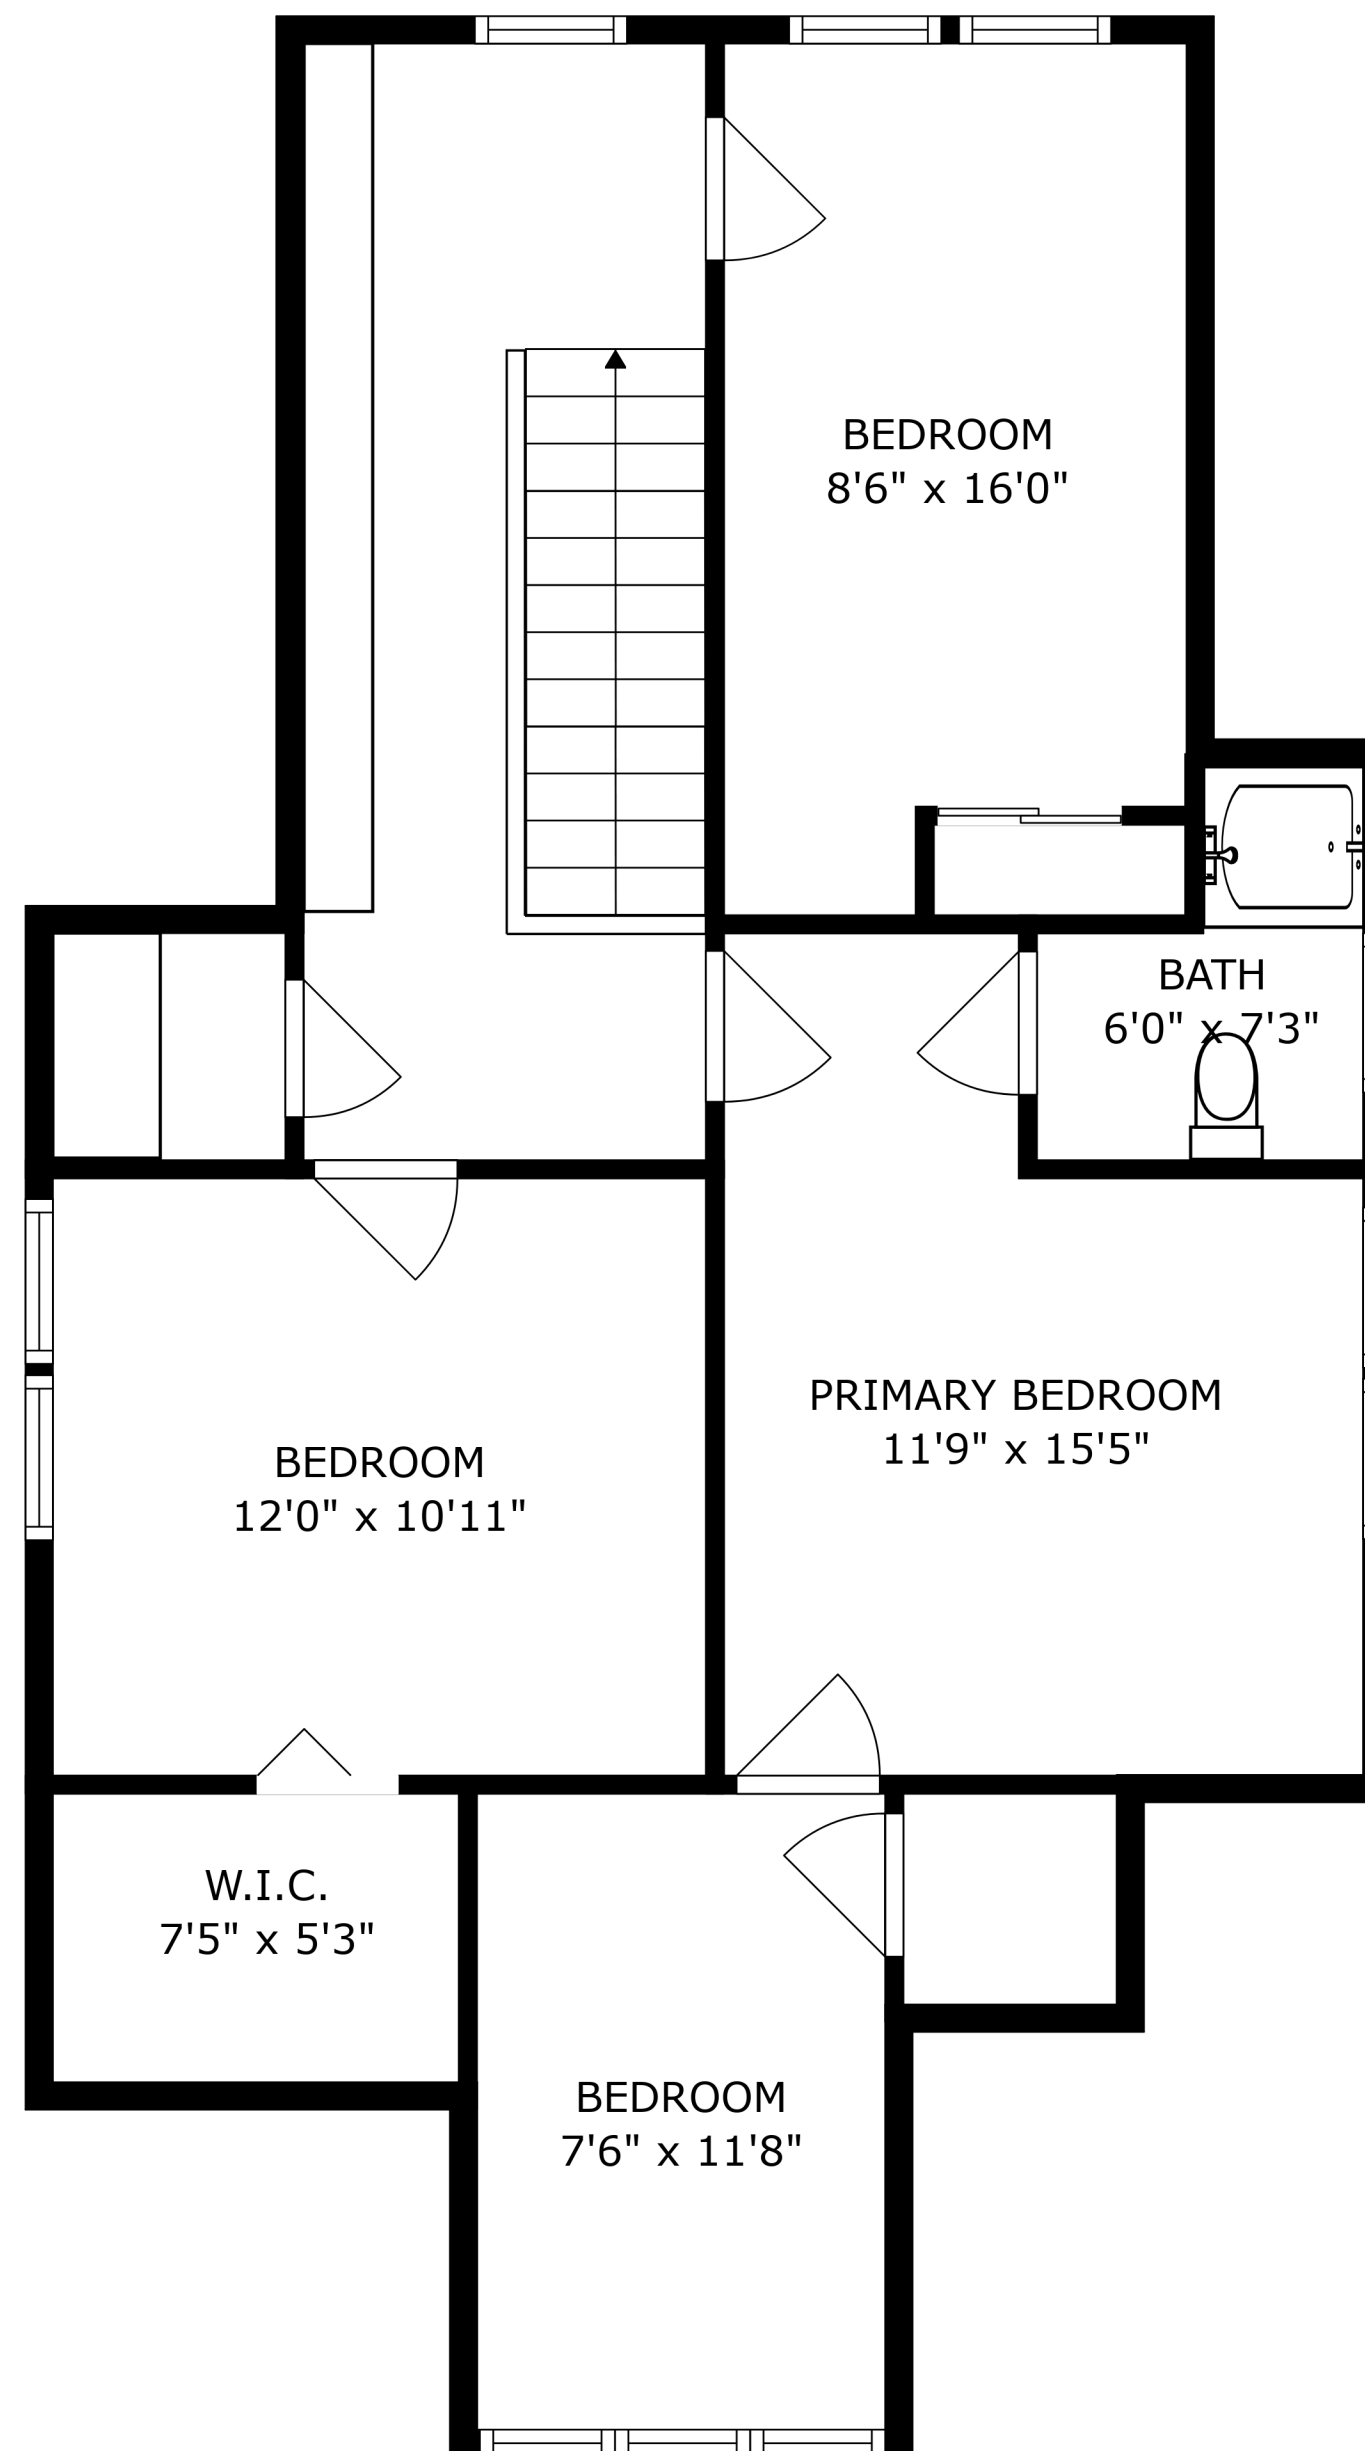 BEDROOM
8'6" x 16'0"
BATH
6'0" x 7'3"
PRIMARY BEDROOM
11'9" x 15'5"
BEDROOM
12'0" x 10'11"
W.I.C.
7'5" x 5'3"
BEDROOM
7'6" x 11'8"